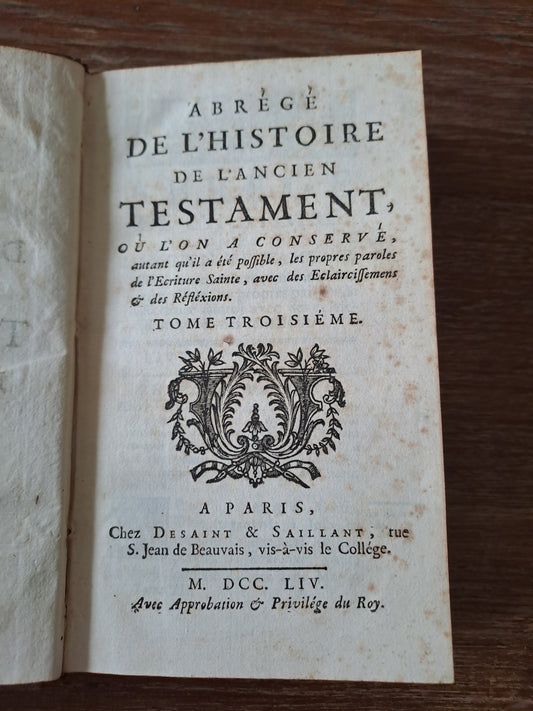 ABRÉGÉ
DE L'HISTOIRE
DE L'ANCIEN
TESTAMENT,
OÙ L'ON A CONSERVÉ,
autant qu'il a été poſſible, les propres paroles
de l'Ecriture Sainte, avec des Eclairciſſemens
& des Réfléxions.
TOME TROISIÉME.
A PARIS,
Chez DESAINT & SAILLANT, rue
S. Jean de Beauvais, vis-à-vis le Collége.
M. DCC. LIV.
Avec Approbation & Privilége du Roy.